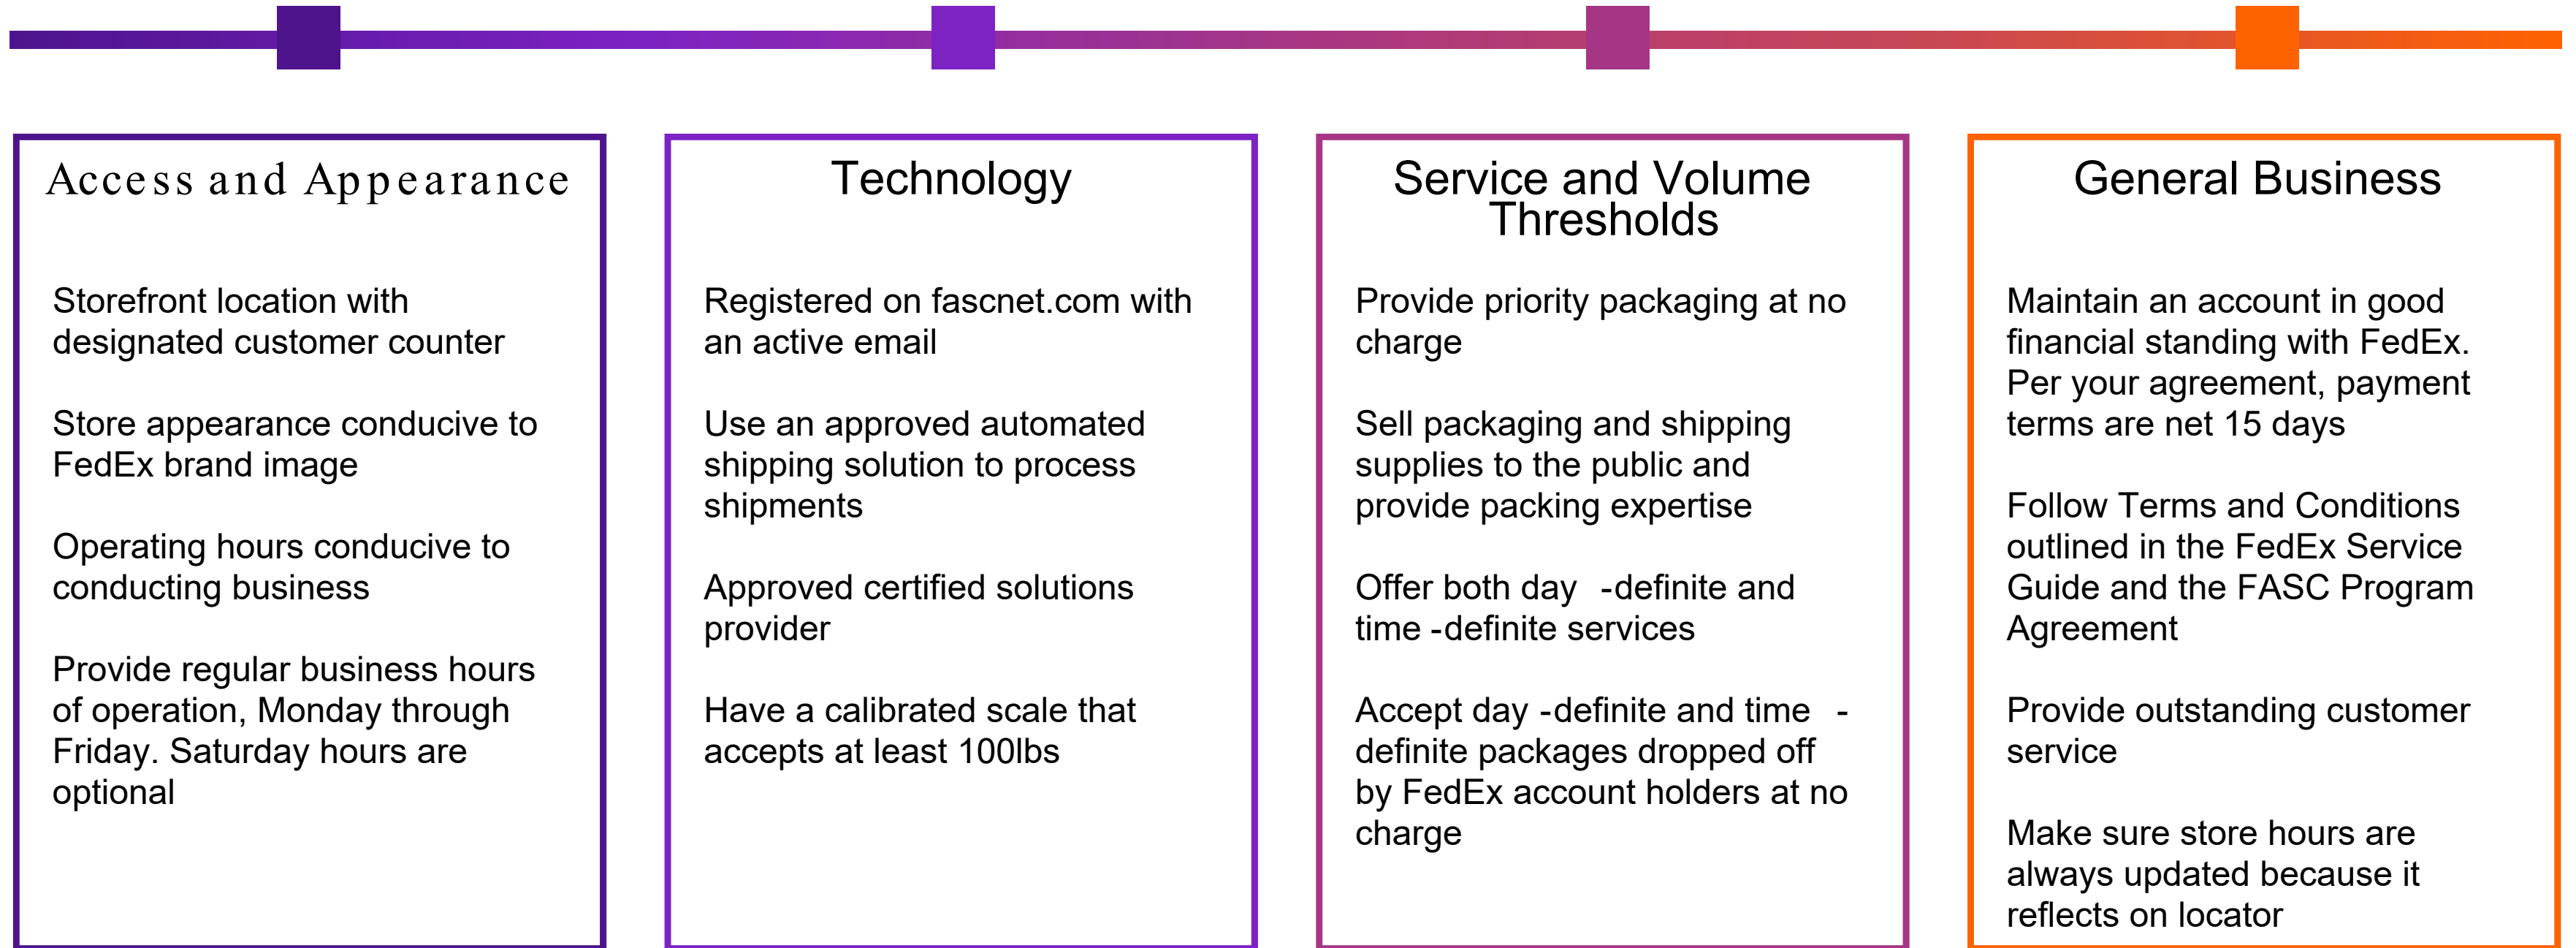 Access and Appearance
Storefront location with
designated customer counter
Store appearance conducive to
FedEx brand image
Operating hours conducive to
conducting business
Provide regular business hours
of operation, Monday through
Friday. Saturday hours are
optional
Technology
Registered on fascnet.com with
an active email
Use an approved automated
shipping solution to process
shipments
Approved certified solutions
provider
Have a calibrated scale that
accepts at least 100lbs
Service and Volume
Thresholds
Provide priority packaging at no
charge
Sell packaging and shipping
supplies to the public and
provide packing expertise
Offer both day -definite and
time -definite services
Accept day -definite and time -
definite packages dropped off
by FedEx account holders at no
charge
General Business
Maintain an account in good
financial standing with FedEx.
Per your agreement, payment
terms are net 15 days
Follow Terms and Conditions
outlined in the FedEx Service
Guide and the FASC Program
Agreement
Provide outstanding customer
service
Make sure store hours are
always updated because it
reflects on locator